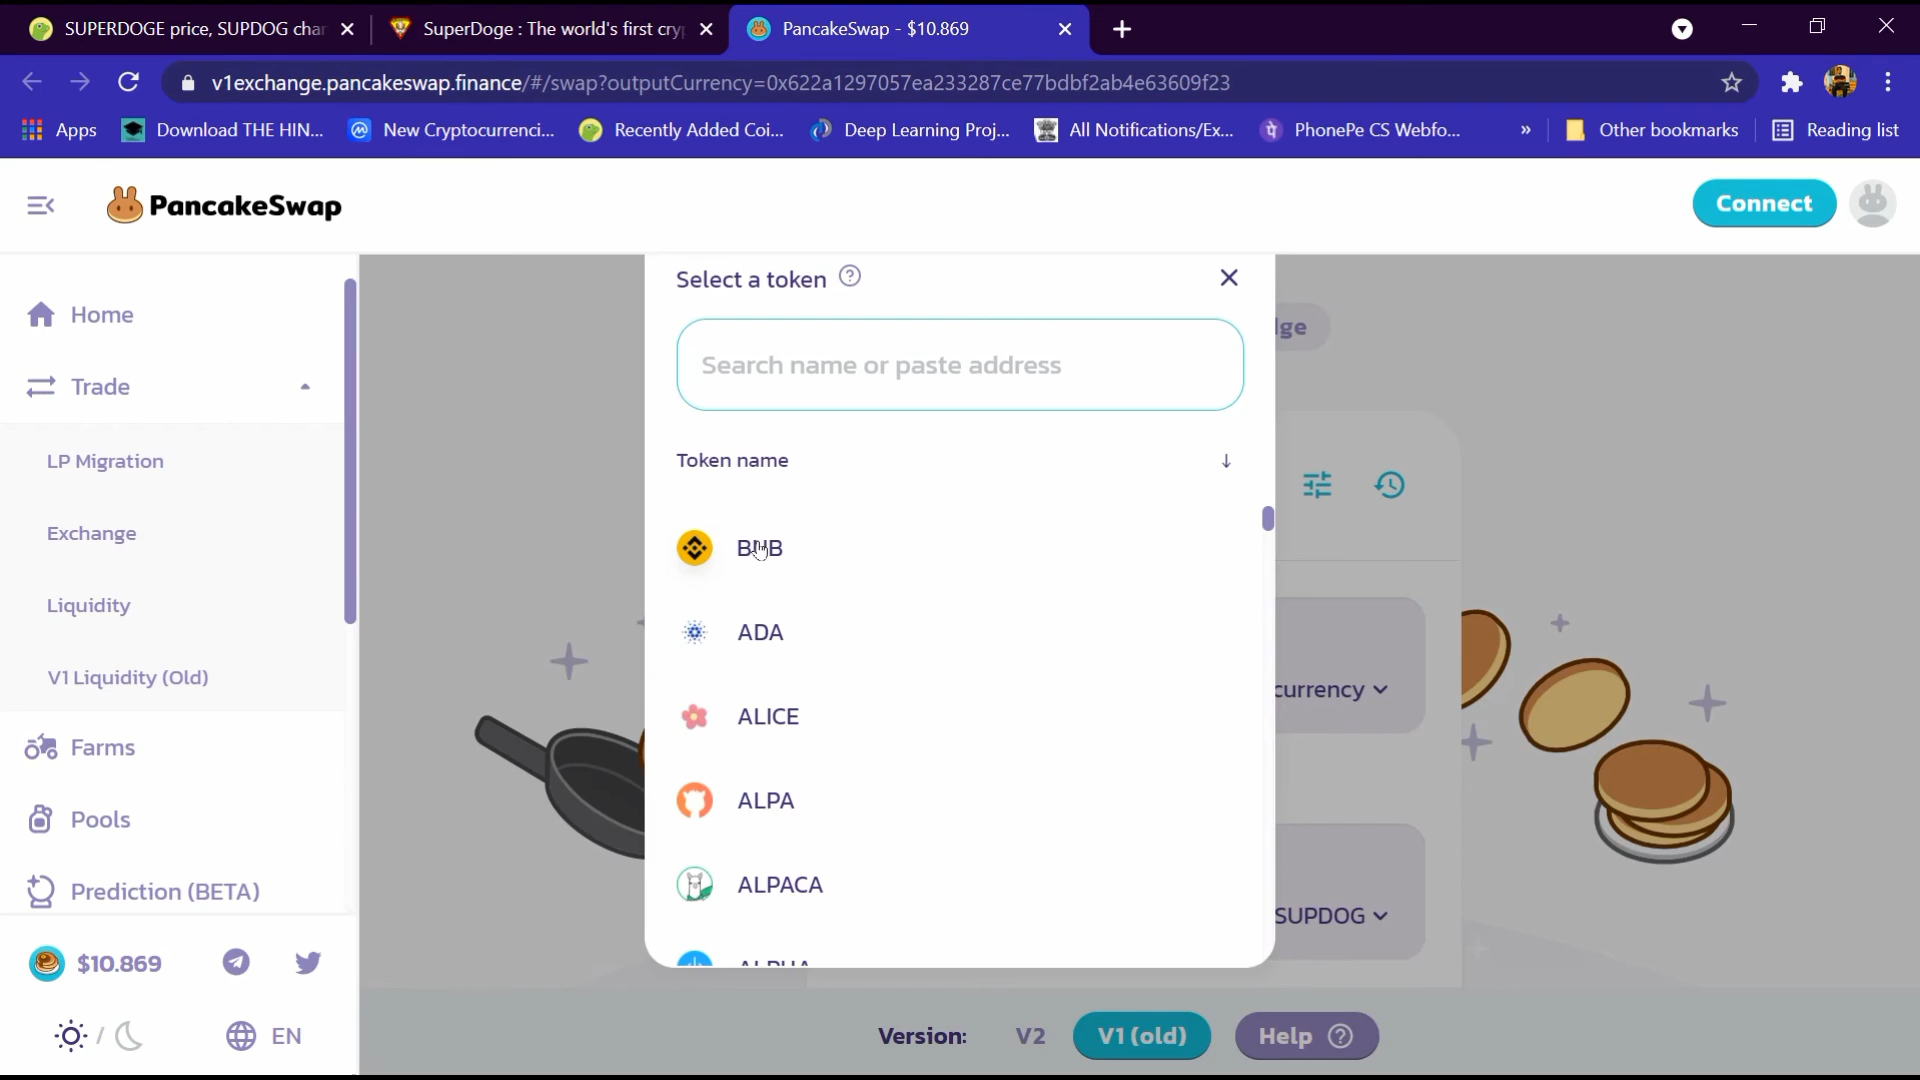 SUPERDOGE price, SUPDOG char
SuperDoge : The world's first cry
PancakeSwap - $10.869
v1exchange.pancakeswap.finance/#/swap?outputCurrency=0x622a1297057ea233287ce77bdbf2ab4e63609f23
Apps
Download THE HIN...
New Cryptocurrenci...
Recently Added Coi...
Deep Learning Proj...
All Notifications/Ex...
PhonePe CS Webfo...
»
Other bookmarks
Reading list
PancakeSwap
Connect
Home
Trade
LP Migration
Exchange
Liquidity
V1 Liquidity (Old)
Farms
Pools
Prediction (BETA)
$10.869
/
EN
Select a token
Search name or paste address
Token name
BNB
ADA
ALICE
ALPA
ALPACA
ALPHA
dge
currency
SUPDOG
Version:
V2
V1 (old)
Help